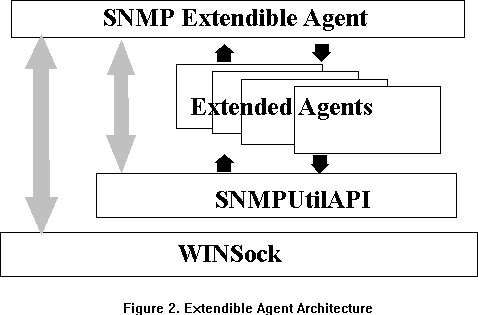 SNMP Extendible Agent
Extended Agents
SNMPUtilAPI
WINSock
Figure 2. Extendible Agent Architecture